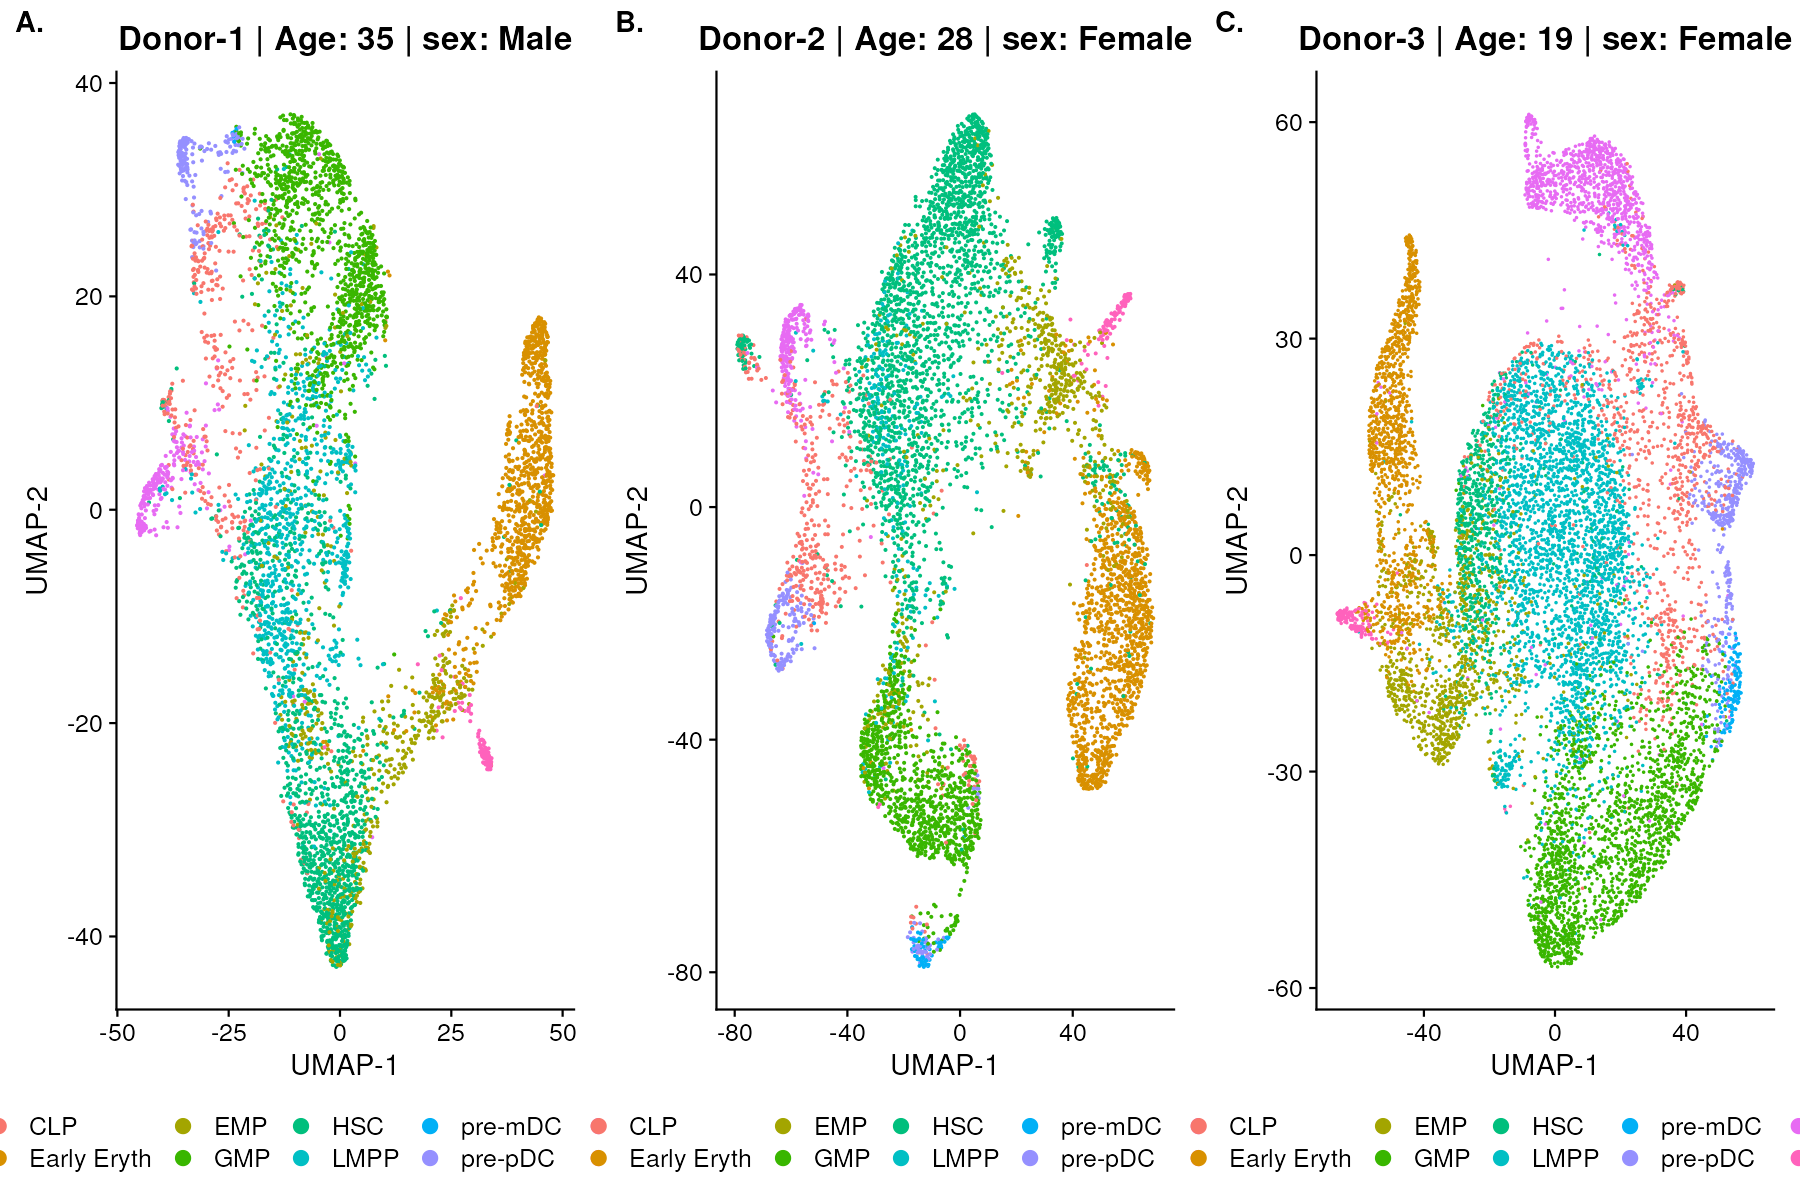 A.
Donor-1 | Age: 35 | sex: Male
40
20
0
-20
-40
UMAP-2
-50 -25 0 25 50
UMAP-1
B.
Donor-2 | Age: 28 | sex: Female
40
0
-40
-80
UMAP-2
-80 -40 0 40
UMAP-1
C.
Donor-3 | Age: 19 | sex: Female
60
30
0
-30
-60
UMAP-2
-40 0 40
UMAP-1
CLP EMP HSC pre-mDC CLP EMP HSC pre-mDC CLP EMP HSC pre-mDC
Early Eryth GMP LMPP pre-pDC Early Eryth GMP LMPP pre-pDC Early Eryth GMP LMPP pre-pDC